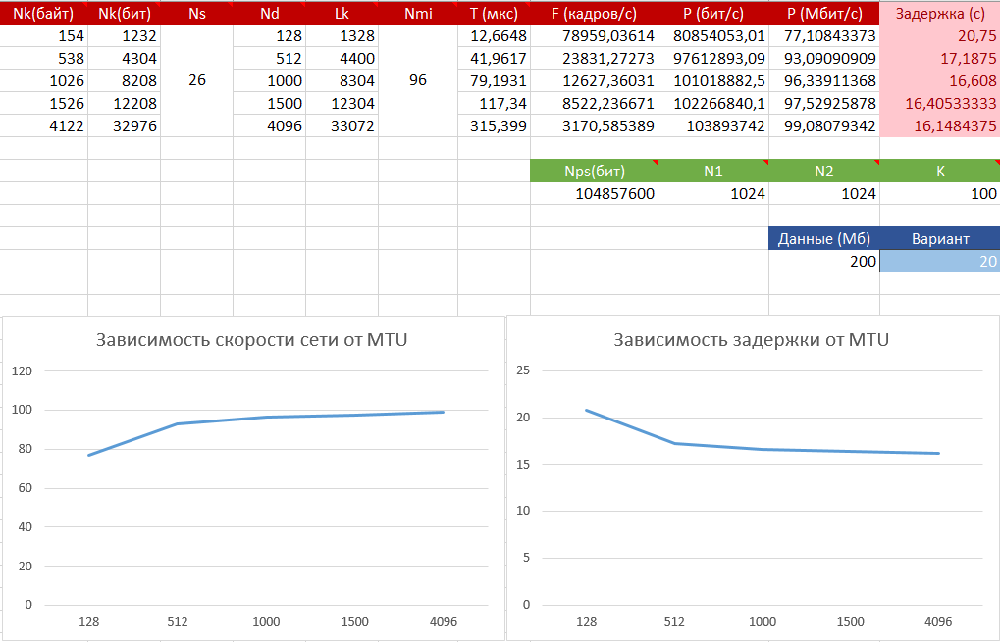 Nk(байт) Nk(бит) Ns Nd Lk Nmi T (мкс) F (кадров/с) P (бит/с) P (Мбит/с) Задержка (с)
154 1232 128 1328 12,6648 78959,03614 80854053,01 77,10843373 20,75
538 4304 512 4400 41,9617 23831,27273 97612893,09 93,09090909 17,1875
1026 8208 26 1000 8304 96 79,1931 12627,36031 101018882,5 96,33911368 16,608
1526 12208 1500 12304 117,34 8522,236671 102266840,1 97,52925878 16,40533333
4122 32976 4096 33072 315,399 3170,585389 103893742 99,08079342 16,1484375
Nps(бит) N1 N2 K
104857600 1024 1024 100
Данные (Мб) Вариант
200 20
Зависимость скорости сети от MTU
120
100
80
60
40
20
0
128 512 1000 1500 4096
Зависимость задержки от MTU
25
20
15
10
5
0
128 512 1000 1500 4096